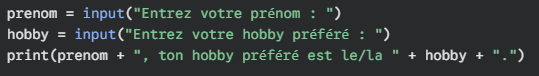 prenom = input("Entrez votre prénom : ")
hobby = input("Entrez votre hobby préféré : ")
print(prenom + ", ton hobby préféré est le/la " + hobby + ".")